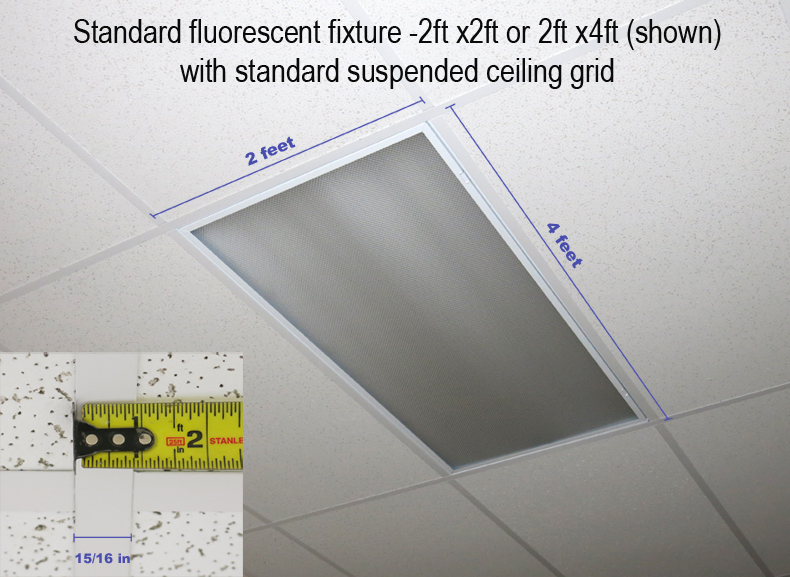 Standard fluorescent fixture -2ft x2ft or 2ft x4ft (shown)
with standard suspended ceiling grid
2 feet
4 feet
ft
25ft 2 STANLE
in
15/16 in